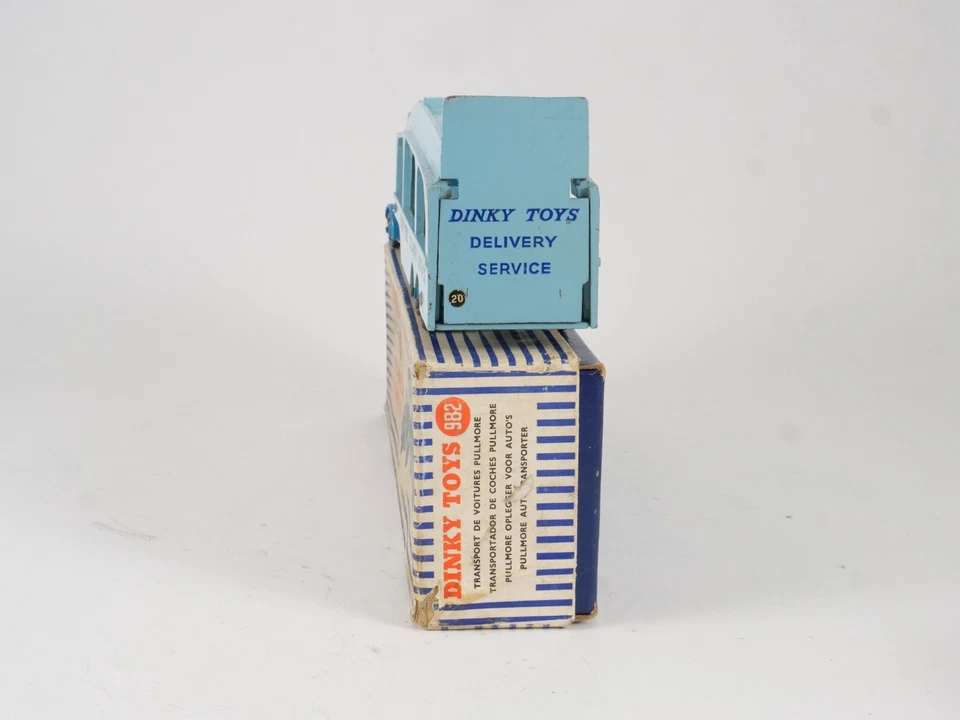 DINKY TOYS
DELIVERY
SERVICE
20
DINKY TOYS 982
TRANSPORT DE VOITURES PULLMORE
TRANSPORTADOR DE COCHES PULLMORE
PULLMORE VOOR AUTO'S
PULLMORE